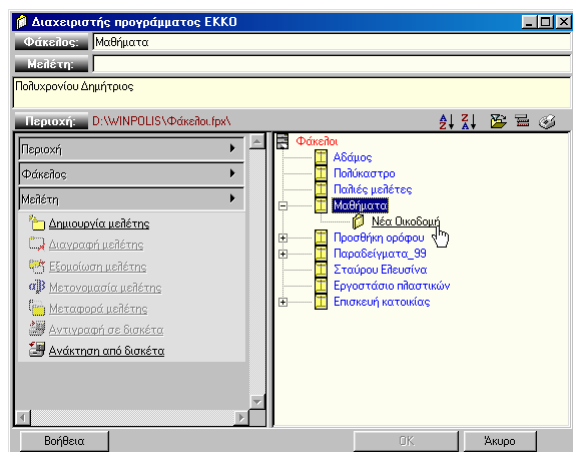 Διαχειριστής προγράμματος ΕΚΚΟ
Φάκελος: Μαθήματα
Μελέτη:
Πολυχρονίου Δημήτριος
Περιοχή: D:\WINPOLIS\Φάκελοι.fpx\
Περιοχή
Φάκελος
Μελέτη
Δημιουργία μελέτης
Διαγραφή μελέτης
Εξομοίωση μελέτης
Μετονομασία μελέτης
Μεταφορά μελέτης
Αντιγραφή σε δισκέτα
Ανάκτηση από δισκέτα
Φάκελοι
Αδάμος
Πολύκαστρο
Παλιές μελέτες
Μαθήματα
Νέα Οικοδομή
Προσθήκη ορόφου
Παραδείγματα_99
Σταύρου Ελευσίνα
Εργοστάσιο πλαστικών
Επισκευή κατοικίας
Βοήθεια
OK
Άκυρο